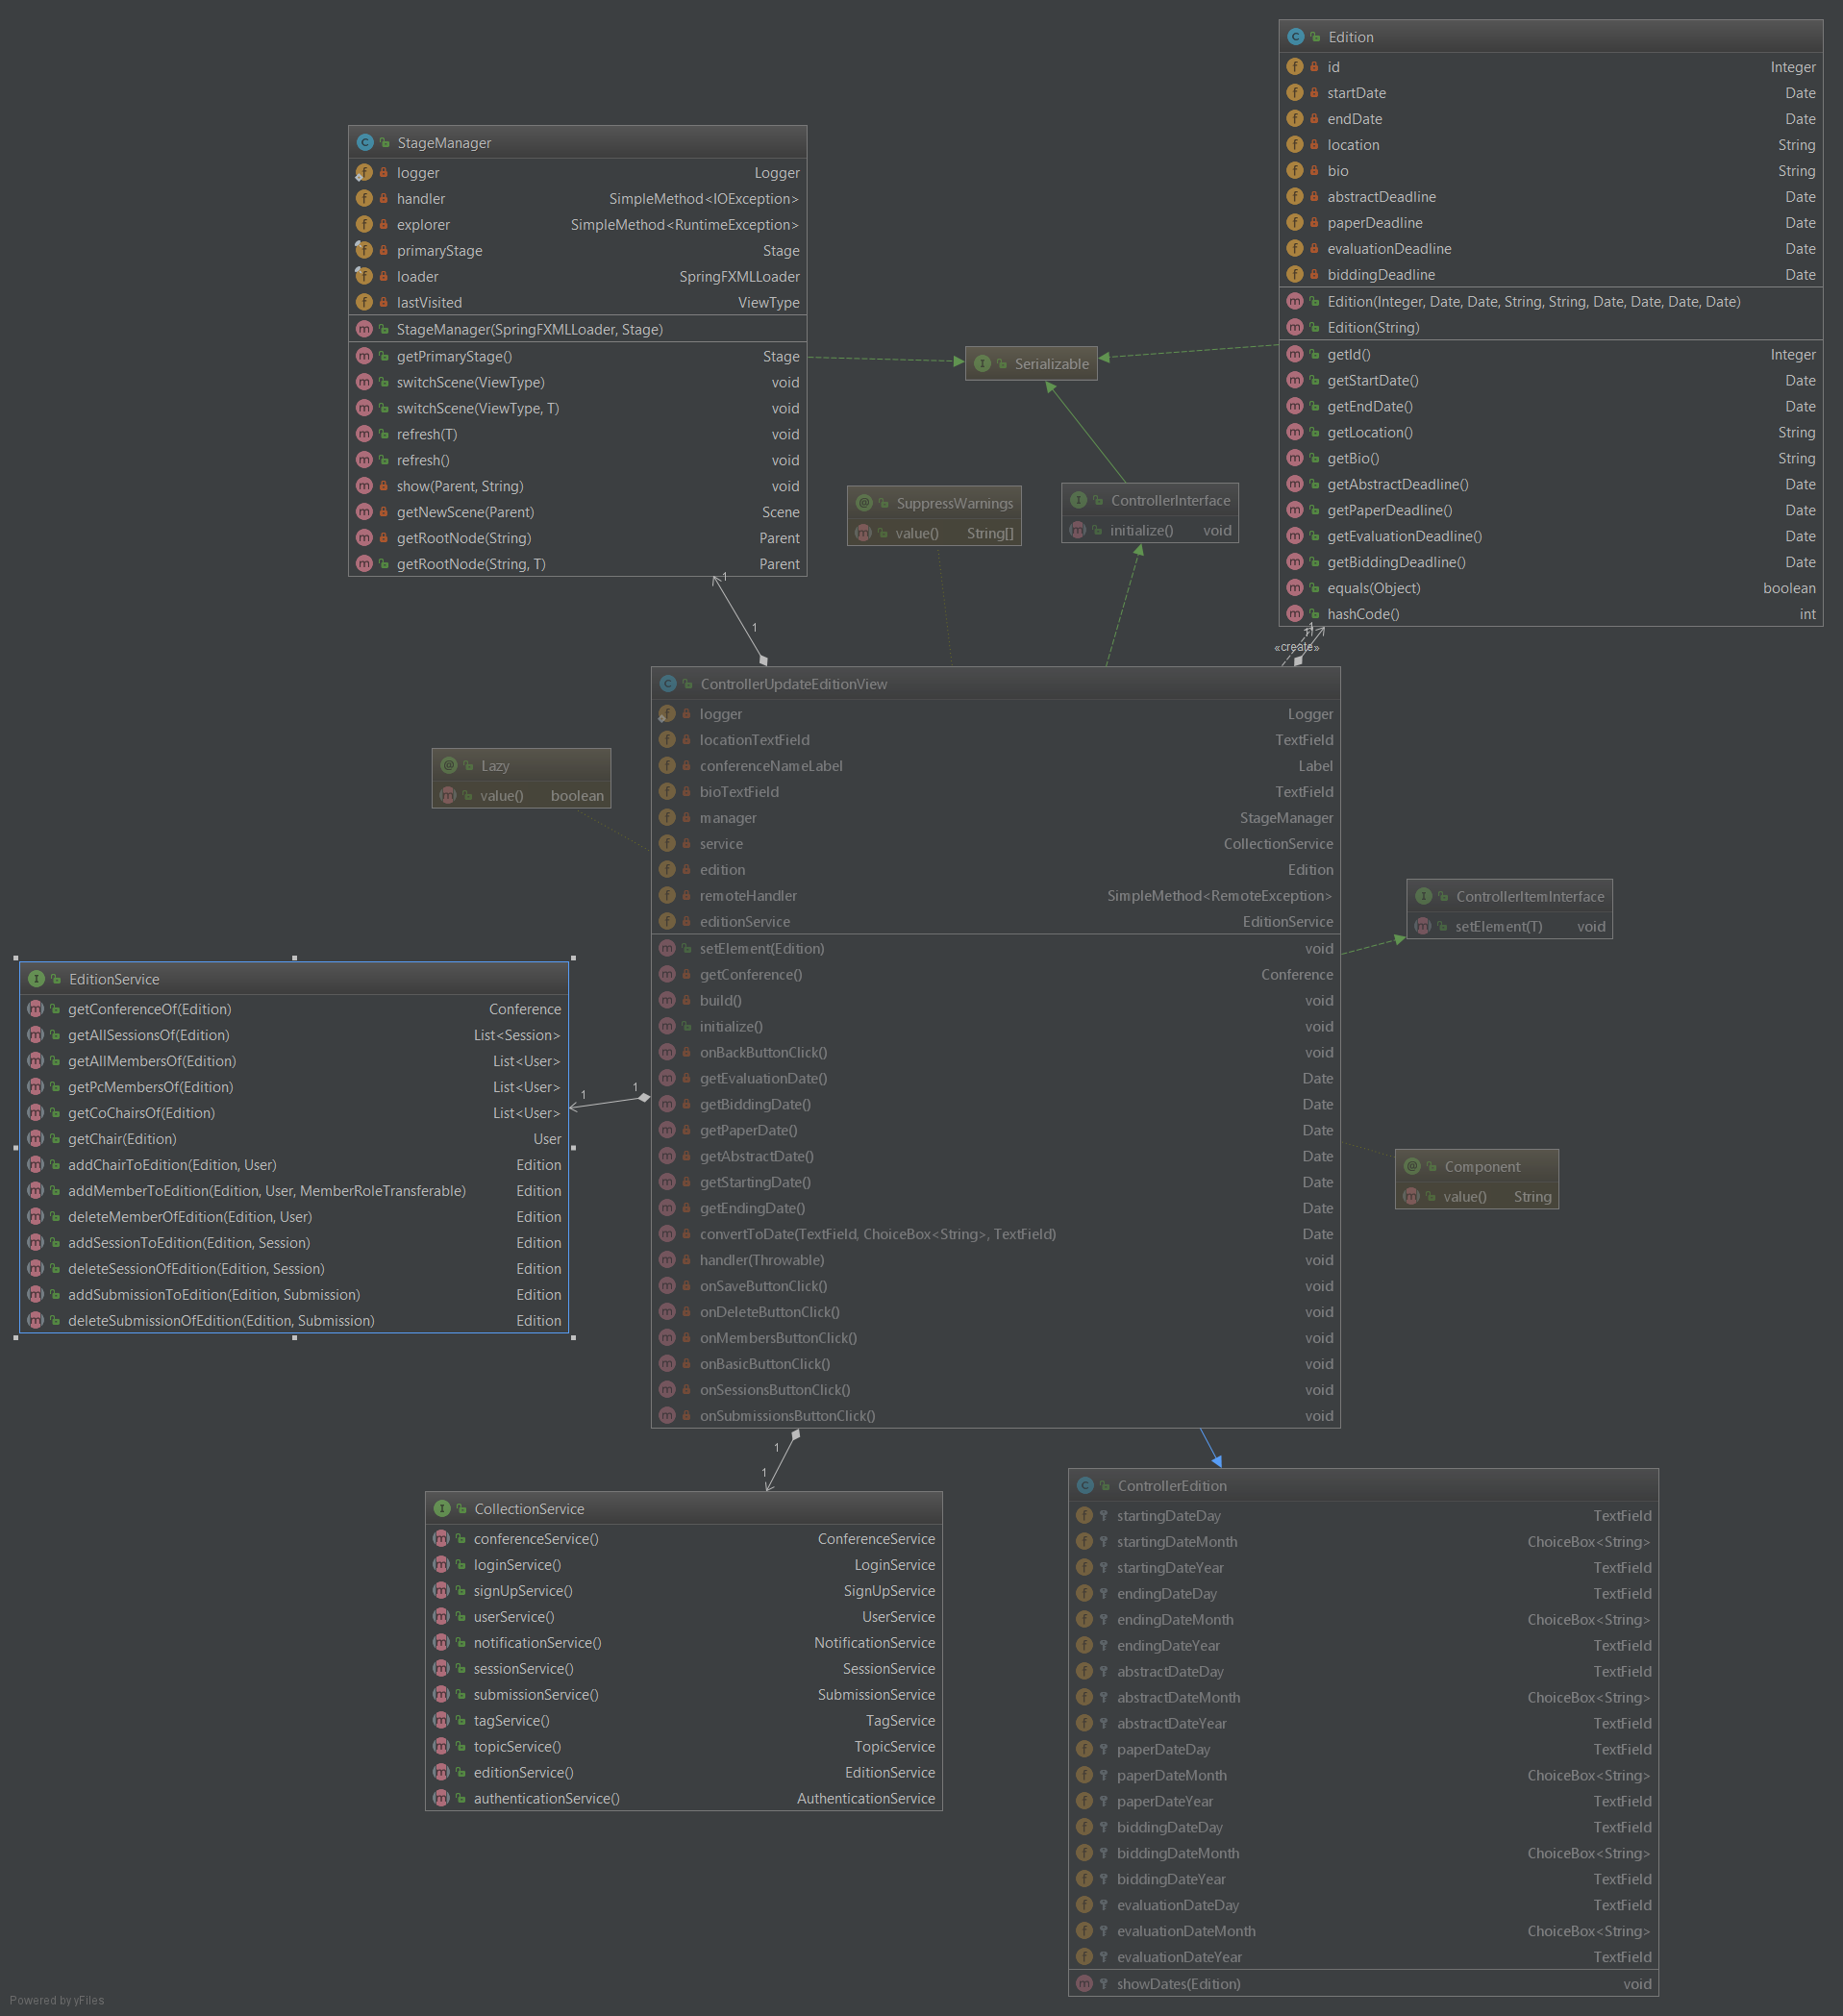 Edition
id Integer
startDate Date
endDate Date
location String
bio String
abstractDeadline Date
paperDeadline Date
evaluationDeadline Date
biddingDeadline Date
Edition(Integer, Date, Date, String, String, Date, Date, Date, Date)
Edition(String)
getId() Integer
getStartDate() Date
getEndDate() Date
getLocation() String
getBio() String
getAbstractDeadline() Date
getPaperDeadline() Date
getEvaluationDeadline() Date
getBiddingDeadline() Date
equals(Object) boolean
hashCode() int
StageManager
logger Logger
handler SimpleMethod<IOException>
explorer SimpleMethod<RuntimeException>
primaryStage Stage
loader SpringFXMLLoader
lastVisited ViewType
StageManager(SpringFXMLLoader, Stage)
getPrimaryStage() Stage
switchScene(ViewType) void
switchScene(ViewType, T) void
refresh(T) void
refresh() void
show(Parent, String) void
getNewScene(Parent) Scene
getRootNode(String) Parent
getRootNode(String, T) Parent
Serializable
SuppressWarnings
value() String[]
ControllerInterface
initialize() void
1
1
1
«create»
ControllerUpdateEditionView
logger Logger
locationTextField TextField
conferenceNameLabel Label
bioTextField TextField
manager StageManager
service CollectionService
edition Edition
remoteHandler SimpleMethod<RemoteException>
editionService EditionService
setElement(Edition) void
getConference() Conference
build() void
initialize() void
onBackButtonClick() void
getEvaluationDate() Date
getBiddingDate() Date
getPaperDate() Date
getAbstractDate() Date
getStartingDate() Date
getEndingDate() Date
convertToDate(TextField, ChoiceBox<String>, TextField) Date
handler(Throwable) void
onSaveButtonClick() void
onDeleteButtonClick() void
onMembersButtonClick() void
onBasicButtonClick() void
onSessionsButtonClick() void
onSubmissionsButtonClick() void
Lazy
value() boolean
ControllerItemInterface
setElement(T) void
EditionService
getConferenceOf(Edition) Conference
getAllSessionsOf(Edition) List<Session>
getAllMembersOf(Edition) List<User>
getPcMembersOf(Edition) List<User>
getCoChairsOf(Edition) List<User>
getChair(Edition) User
addChairToEdition(Edition, User) Edition
addMemberToEdition(Edition, User, MemberRoleTransferable) Edition
deleteMemberOfEdition(Edition, User) Edition
addSessionToEdition(Edition, Session) Edition
deleteSessionOfEdition(Edition, Session) Edition
addSubmissionToEdition(Edition, Submission) Edition
deleteSubmissionOfEdition(Edition, Submission) Edition
1
1
Component
value() String
1
1
CollectionService
conferenceService() ConferenceService
loginService() LoginService
signUpService() SignUpService
userService() UserService
notificationService() NotificationService
sessionService() SessionService
submissionService() SubmissionService
tagService() TagService
topicService() TopicService
editionService() EditionService
authenticationService() AuthenticationService
ControllerEdition
startingDateDay TextField
startingDateMonth ChoiceBox<String>
startingDateYear TextField
endingDateDay TextField
endingDateMonth ChoiceBox<String>
endingDateYear TextField
abstractDateDay TextField
abstractDateMonth ChoiceBox<String>
abstractDateYear TextField
paperDateDay TextField
paperDateMonth ChoiceBox<String>
paperDateYear TextField
biddingDateDay TextField
biddingDateMonth ChoiceBox<String>
biddingDateYear TextField
evaluationDateDay TextField
evaluationDateMonth ChoiceBox<String>
evaluationDateYear TextField
showDates(Edition) void
Powered by yFiles